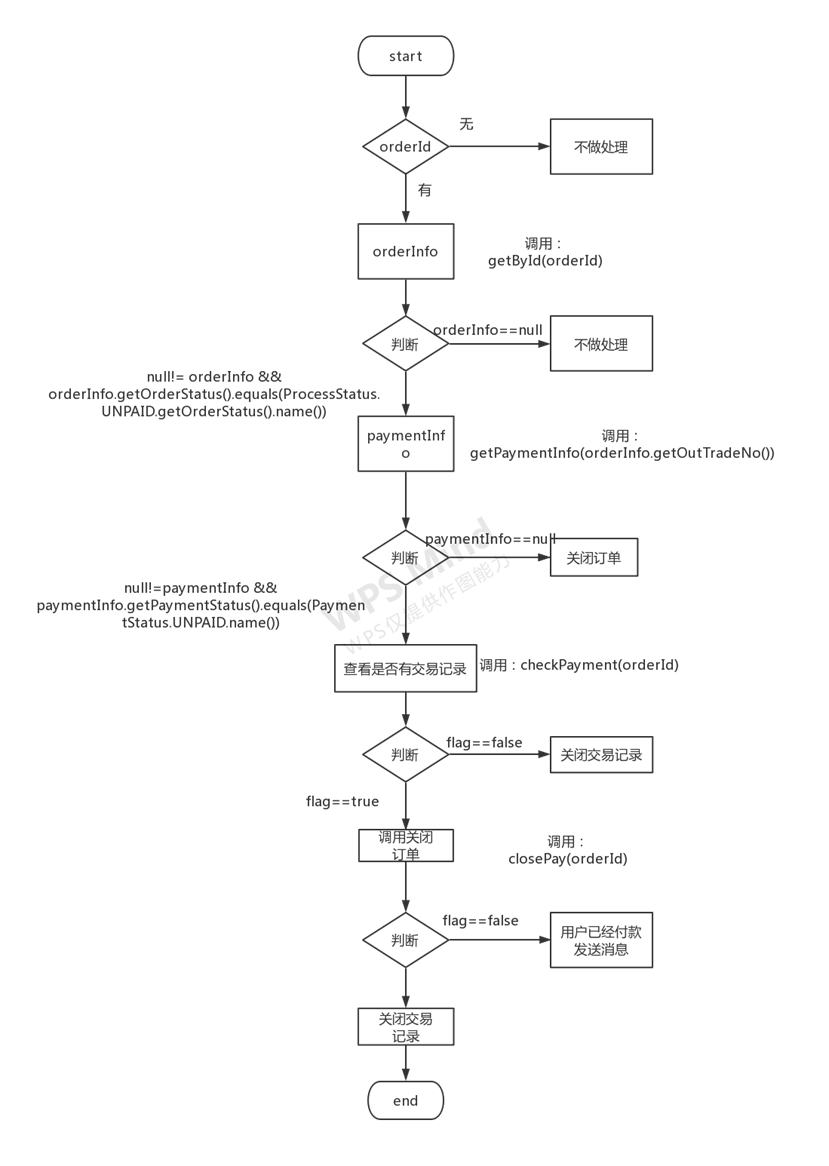 start
无
orderId
不做处理
有
orderInfo
调用：
getById(orderId)
orderInfo==null
判断
不做处理
null!= orderInfo &&
orderInfo.getOrderStatus().equals(ProcessStatus.
UNPAID.getOrderStatus().name())
paymentInf
o
调用：
getPaymentInfo(orderInfo.getOutTradeNo())
paymentInfo==null
判断
关闭订单
null!=paymentInfo &&
paymentInfo.getPaymentStatus().equals(Paymen
tStatus.UNPAID.name())
WPS Mind
WPS仅提供作图能力
查看是否有交易记录
调用：checkPayment(orderId)
flag==false
判断
关闭交易记录
flag==true
调用关闭
订单
调用：
closePay(orderId)
flag==false
判断
用户已经付款
发送消息
关闭交易
记录
end